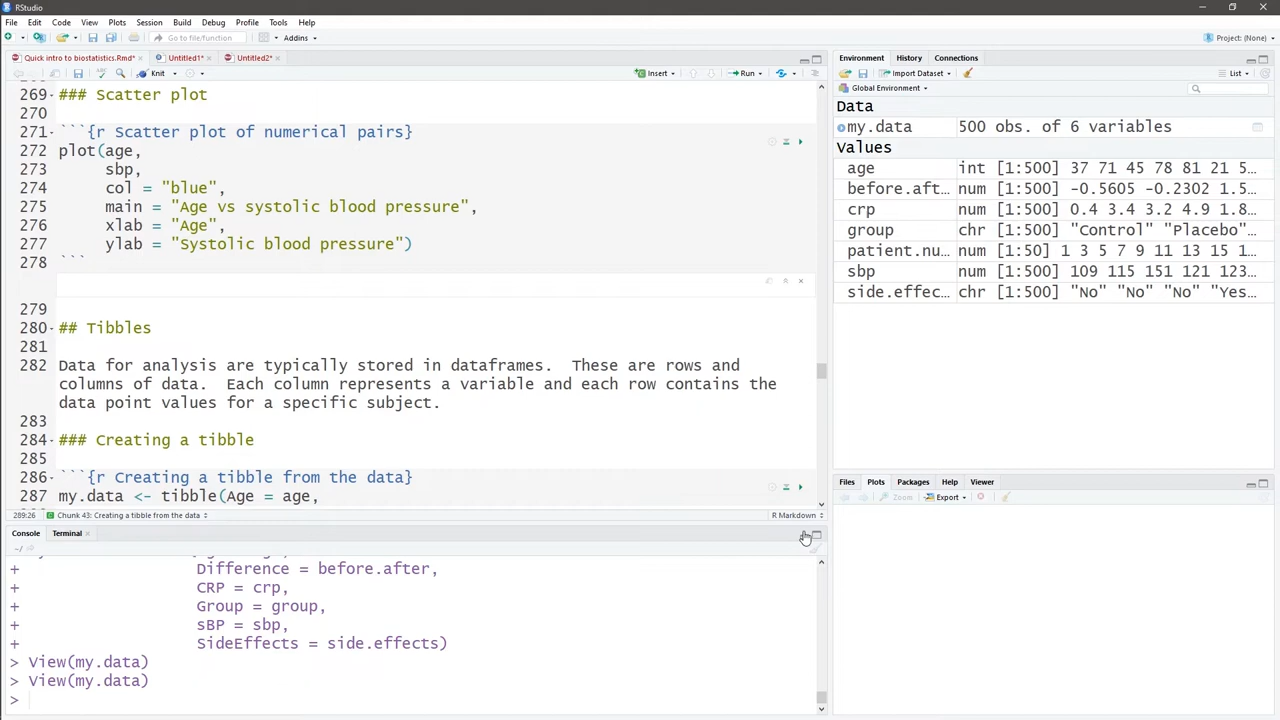 RStudio
File Edit Code View Plots Session Build Debug Profile Tools Help
Go to file/function Addins Project: (None)
Quick intro to biostatistics.Rmd* Untitled1* Untitled2*
Knit Insert Run
269 ### Scatter plot
270
271 ```{r Scatter plot of numerical pairs}
272 plot(age,
273 sbp,
274 col = "blue",
275 main = "Age vs systolic blood pressure",
276 xlab = "Age",
277 ylab = "Systolic blood pressure")
278 ```
279
280 ## Tibbles
281
282 Data for analysis are typically stored in dataframes. These are rows and
columns of data. Each column represents a variable and each row contains the
data point values for a specific subject.
283
284 ### Creating a tibble
285
286 ```{r Creating a tibble from the data}
287 my.data <- tibble(Age = age,
289:26 Chunk 43: Creating a tibble from the data R Markdown
Console Terminal
~/
+ Difference = before.after,
+ CRP = crp,
+ Group = group,
+ sBP = sbp,
+ SideEffects = side.effects)
> View(my.data)
> View(my.data)
>
Environment History Connections
Import Dataset List
Global Environment
Data
my.data 500 obs. of 6 variables
Values
age int [1:500] 37 71 45 78 81 21 5…
before.aft… num [1:500] -0.5605 -0.2302 1.5…
crp num [1:500] 0.4 3.4 3.2 4.9 1.8…
group chr [1:500] "Control" "Placebo"…
patient.nu… num [1:50] 1 3 5 7 9 11 13 15 1…
sbp num [1:500] 109 115 151 121 123…
side.effec… chr [1:500] "No" "No" "No" "Yes…
Files Plots Packages Help Viewer
Zoom Export